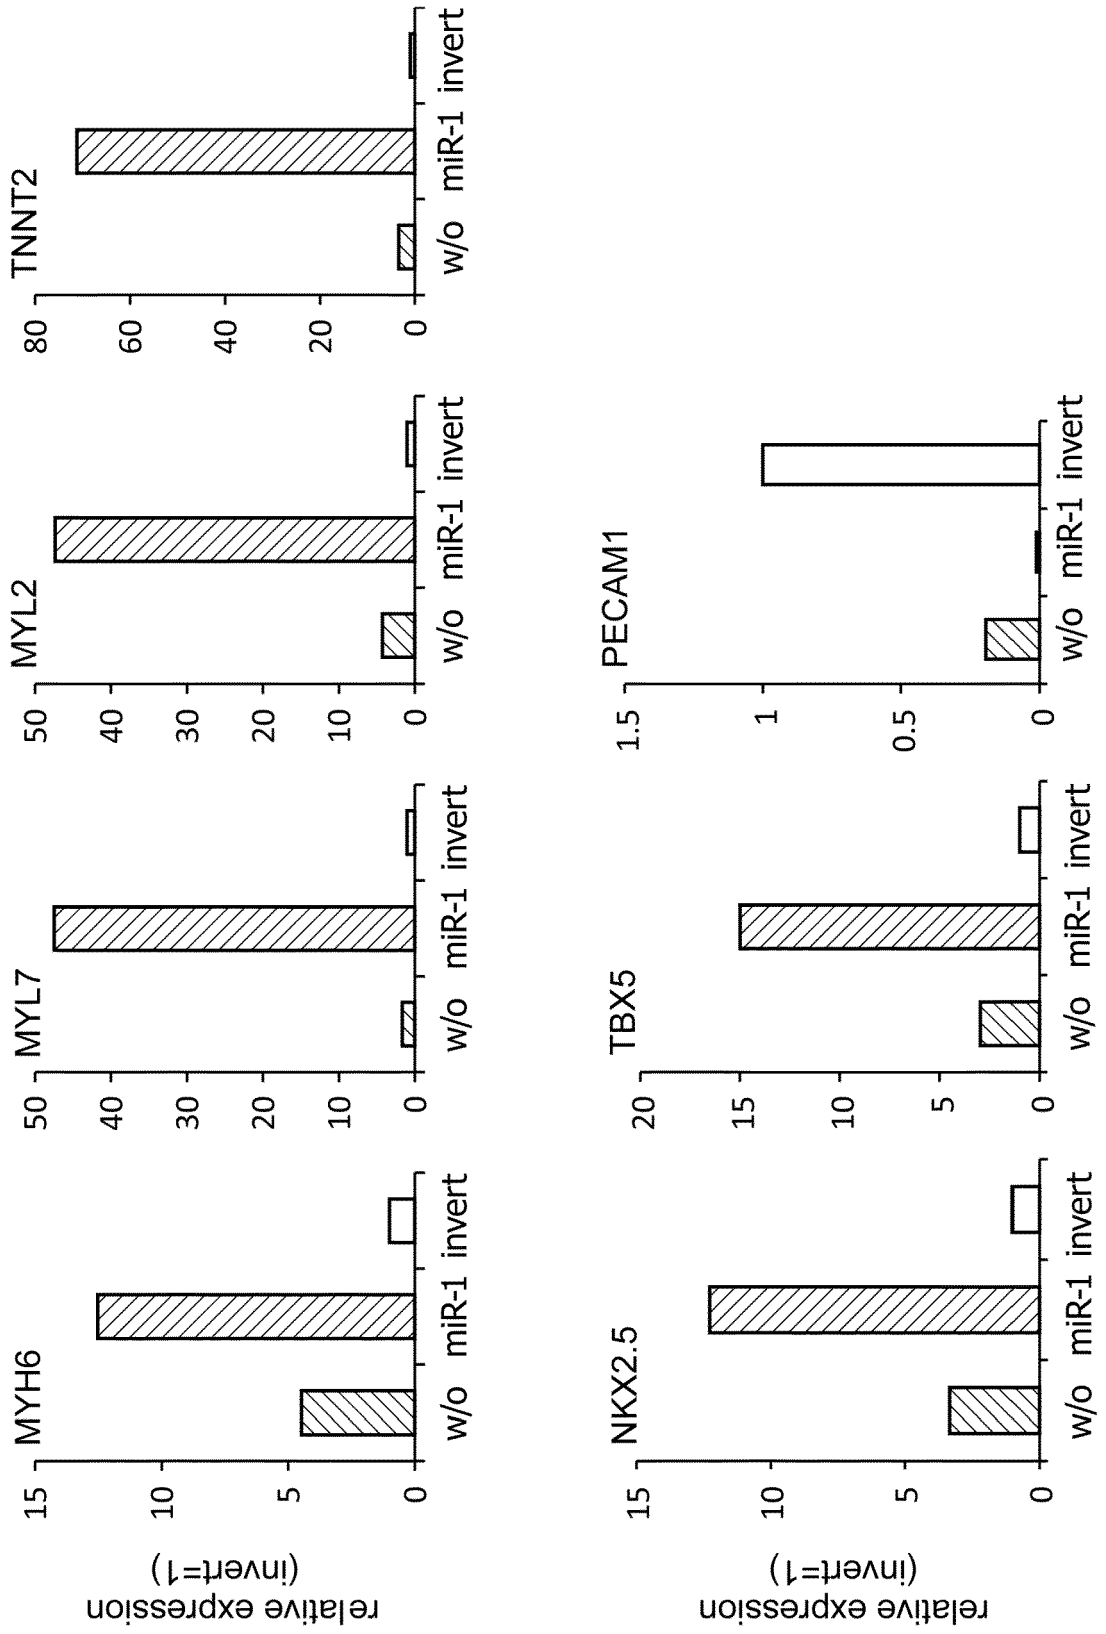 relative expression
(invert=1)
MYH6
15
10
5
0
w/o miR-1 invert
MYL7
50
40
30
20
10
0
w/o miR-1 invert
MYL2
50
40
30
20
10
0
w/o miR-1 invert
TNNT2
80
60
40
20
0
w/o miR-1 invert
relative expression
(invert=1)
NKX2.5
15
10
5
0
w/o miR-1 invert
TBX5
20
15
10
5
0
w/o miR-1 invert
PECAM1
1.5
1
0.5
0
w/o miR-1 invert